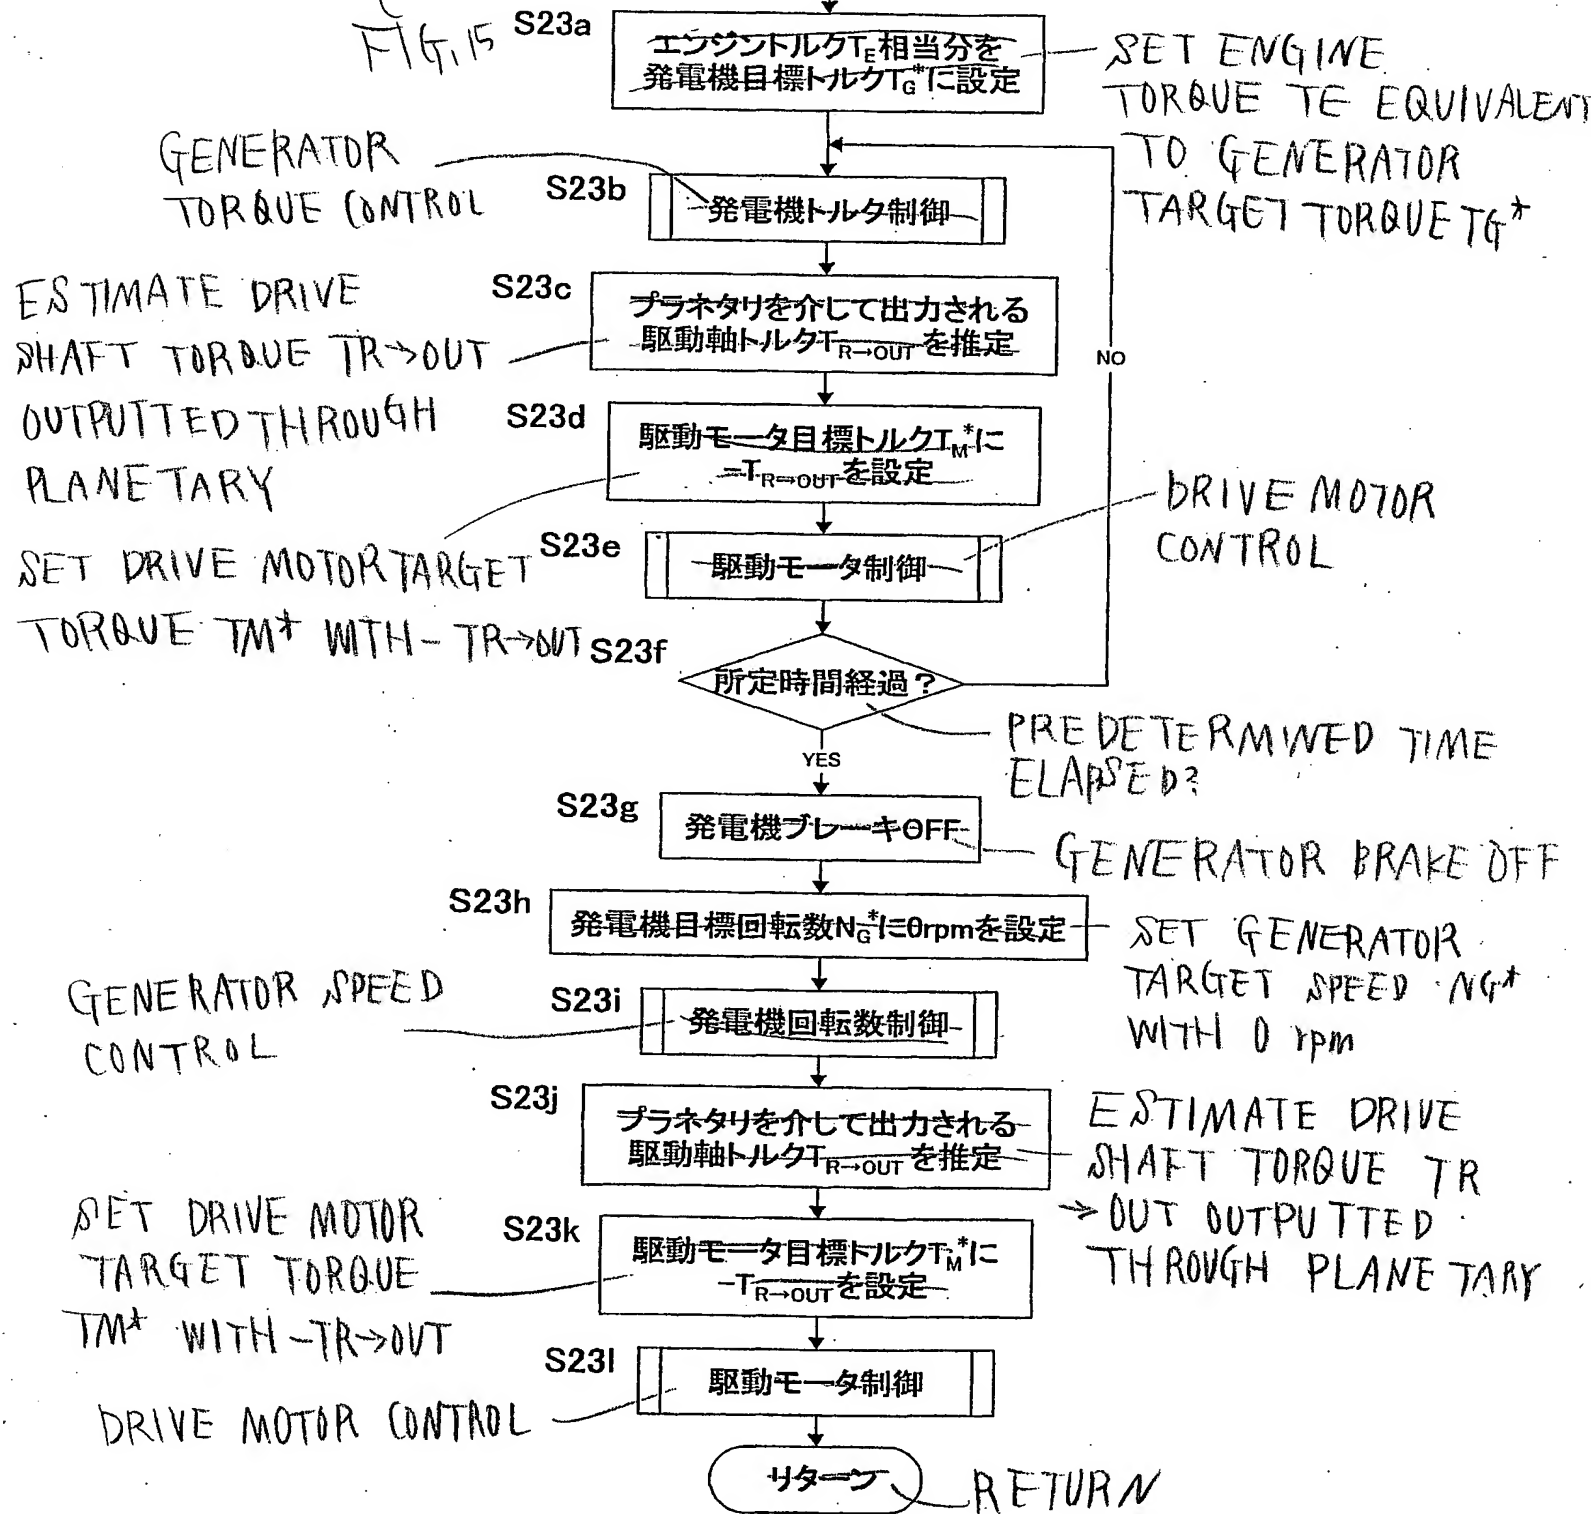 FIG. 15
S23a
エンジントルクTE相当分を
発電機目標トルクTG*に設定
SET ENGINE
TORQUE TE EQUIVALENT
TO GENERATOR
TARGET TORQUE TG*
GENERATOR
TORQUE CONTROL
S23b
発電機トルク制御
ESTIMATE DRIVE
SHAFT TORQUE TR→OUT
OUTPUTTED THROUGH
PLANETARY
S23c
プラネタリを介して出力される
駆動軸トルクTR→OUTを推定
NO
S23d
駆動モータ目標トルクTM*に
-TR→OUTを設定
SET DRIVE MOTOR TARGET
TORQUE TM* WITH -TR→OUT
S23e
駆動モータ制御
DRIVE MOTOR
CONTROL
S23f
所定時間経過？
PREDETERMINED TIME
ELAPSED?
YES
S23g
発電機ブレーキOFF
GENERATOR BRAKE OFF
S23h
発電機目標回転数NG*に0rpmを設定
SET GENERATOR
TARGET SPEED NG*
WITH 0 rpm
GENERATOR SPEED
CONTROL
S23i
発電機回転数制御
S23j
プラネタリを介して出力される
駆動軸トルクTR→OUTを推定
ESTIMATE DRIVE
SHAFT TORQUE TR
→OUT OUTPUTTED
THROUGH PLANETARY
SET DRIVE MOTOR
TARGET TORQUE
TM* WITH -TR→OUT
S23k
駆動モータ目標トルクTM*に
-TR→OUTを設定
S23l
駆動モータ制御
DRIVE MOTOR CONTROL
リターン
RETURN